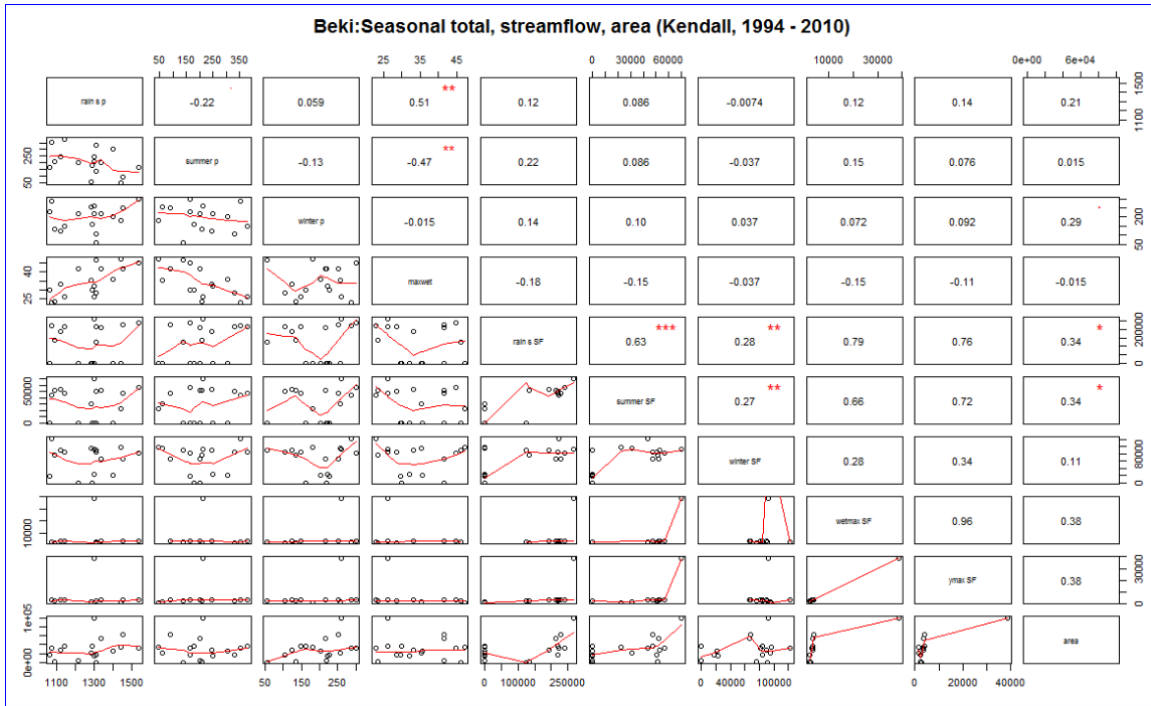 Beki:Seasonal total, streamflow, area (Kendall, 1994 - 2010)
50 150 250 350 25 35 45 0 30000 60000 10000 30000 0e+00 6e+04
rain s p -0.22 0.059 0.51 ** 0.12 0.086 -0.0074 0.12 0.14 0.21 1100 1500
50 250 summer p -0.13 -0.47 ** 0.22 0.086 -0.037 0.15 0.076 0.015
winter p -0.015 0.14 0.10 0.037 0.072 0.092 0.29 50 200
25 40 maxwet -0.18 -0.15 -0.037 -0.15 -0.11 -0.015
rain s SF 0.63 *** 0.28 ** 0.79 0.76 0.34 * 0 200000
0 50000 summer SF 0.27 ** 0.66 0.72 0.34 *
winter SF 0.28 0.34 0.11 0 80000
10000 wetmax SF 0.96 0.38
ymax SF 0.38 0 30000
0e+00 1e+05 area
1100 1300 1500 50 150 250 0 100000 250000 0 40000 100000 0 20000 40000